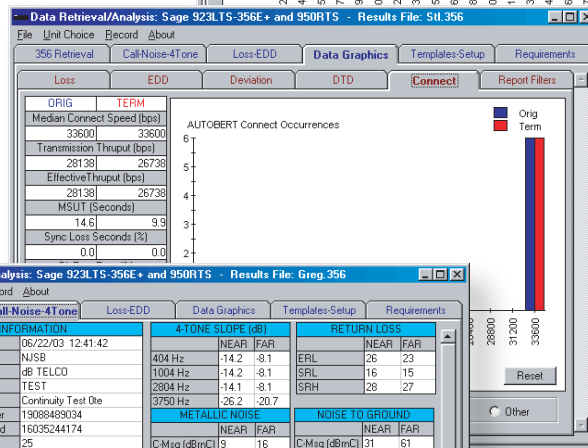 Data Retrieval/Analysis: Sage 923LTS-356E+ and 950RTS - Results File: Stl.356
File Unit Choice Record About
356 Retrieval Call-Noise-4Tone Loss-EDD Data Graphics Templates-Setup Requirements
Loss EDD Deviation DTD Connect Report Filters
ORIG TERM
Median Connect Speed (bps)
33600 33600
Transmission Thruput (bps)
28138 26738
EffectiveThruput (bps)
28138 26738
MSUT (Seconds)
14.6 9.9
Sync Loss Seconds (%)
0.0 0.0
AUTOBERT Connect Occurrences
Orig
Term
6
5
4
3
2
28800
31200
33600
Reset
Other
alysis: Sage 923LTS-356E+ and 950RTS - Results File: Greg.356
ord About
all-Noise-4Tone Loss-EDD Data Graphics Templates-Setup Requirements
INFORMATION
06/22/03 12:41:42
NJSB
dB TELCO
TEST
Continuity Test 0te
er 19088489034
d 16035244174
25
4-TONE SLOPE (dB)
NEAR FAR
404 Hz -14.2 -8.1
1004 Hz -14.2 -8.1
2804 Hz -14.1 -8.1
3750 Hz -26.2 -20.7
METALLIC NOISE
NEAR FAR
C-Msg (dBrnC) 9 16
RETURN LOSS
NEAR FAR
ERL 26 23
SRL 16 15
SRH 28 27
NOISE TO GROUND
NEAR FAR
C-Msg (dBrnC) 31 61